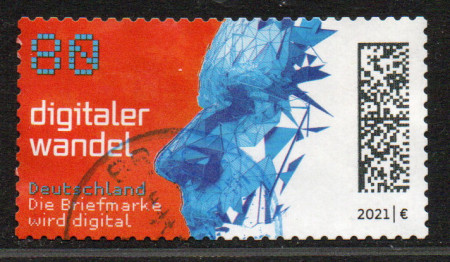 80
digitaler
wandel
Deutschland
Die Briefmarke
wird digital
2021|€